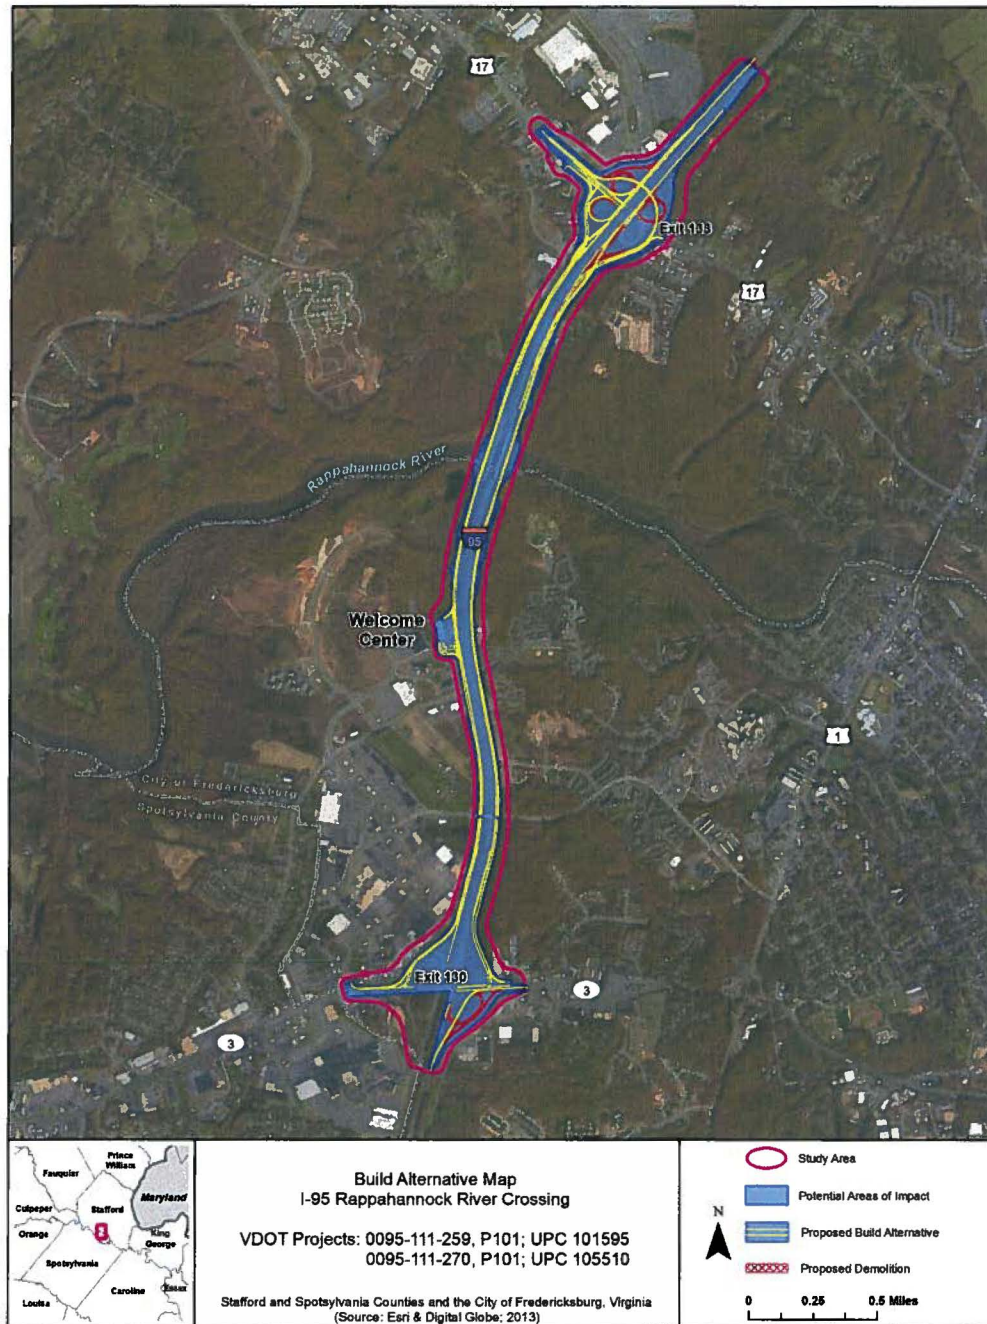 17
Exit 133
17
Rappahannock River
95
Welcome
Center
1
City of Fredericksburg
Spotsylvania County
Exit 130
3
3
Fauquier
Prince
William
Maryland
Culpeper
Stafford
Orange
King
George
Spotsylvania
Caroline
Essex
Louisa
Build Alternative Map
I-95 Rappahannock River Crossing
VDOT Projects: 0095-111-259, P101; UPC 101595
0095-111-270, P101; UPC 105510
Stafford and Spotsylvania Counties and the City of Fredericksburg, Virginia
(Source: Esri & Digital Globe; 2013)
N
Study Area
Potential Areas of Impact
Proposed Build Alternative
Proposed Demolition
0 0.25 0.5 Miles